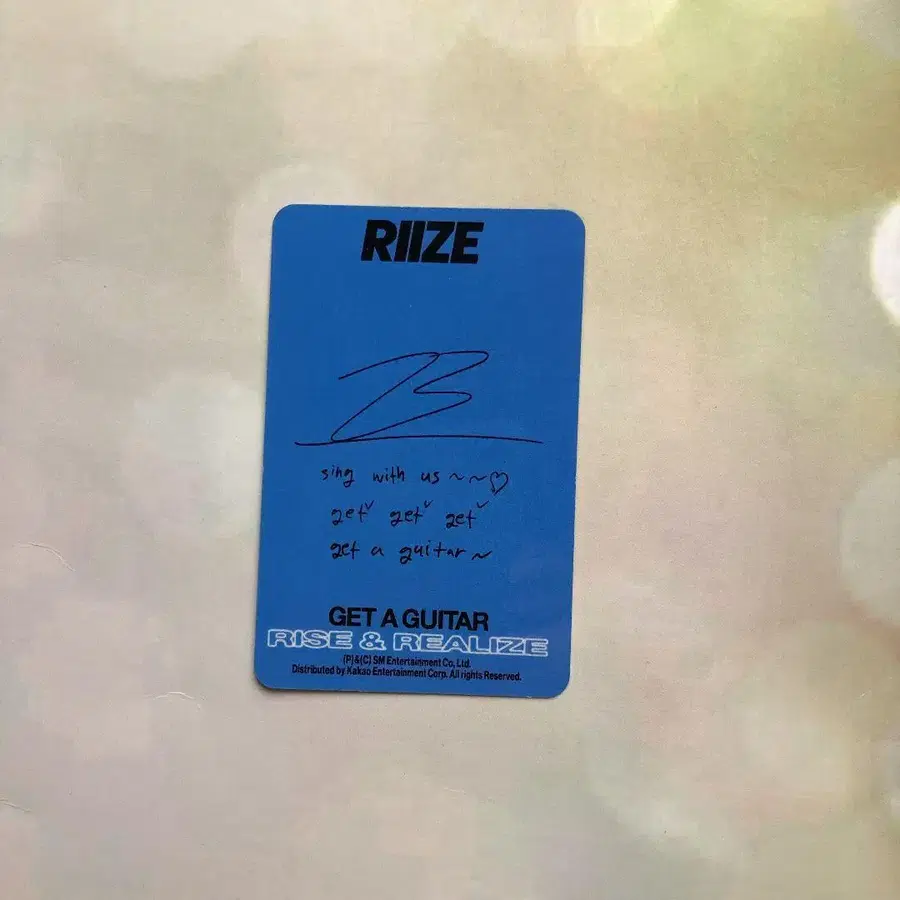 RIIZE
sing with us ~~♡
get˅ get˅ get˅
get a guitar~
GET A GUITAR
RISE & REALIZE
(P)&(C) SM Entertainment Co., Ltd.
Distributed by Kakao Entertainment Corp. All rights Reserved.